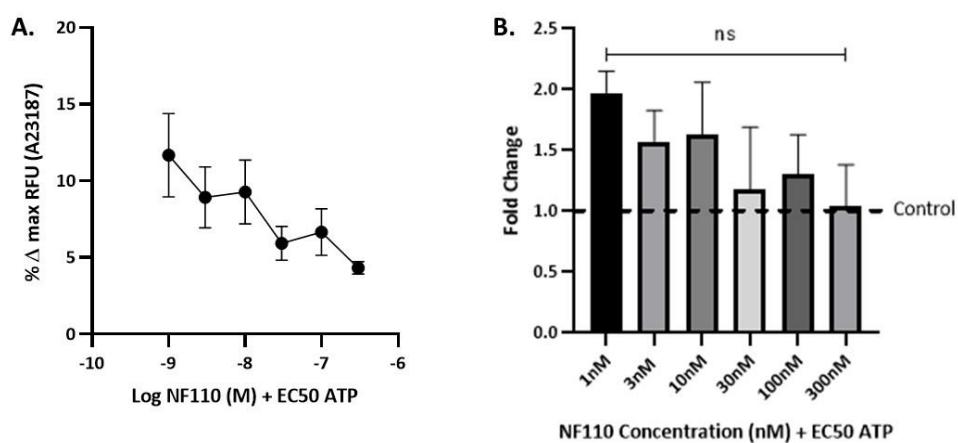 A.
% Δ max RFU (A23187)
20
15
10
5
0
-10 -9 -8 -7 -6
Log NF110 (M) + EC50 ATP
B.
Fold Change
2.5
2.0
1.5
1.0
0.5
0.0
ns
Control
1nM 3nM 10nM 30nM 100nM 300nM
NF110 Concentration (nM) + EC50 ATP